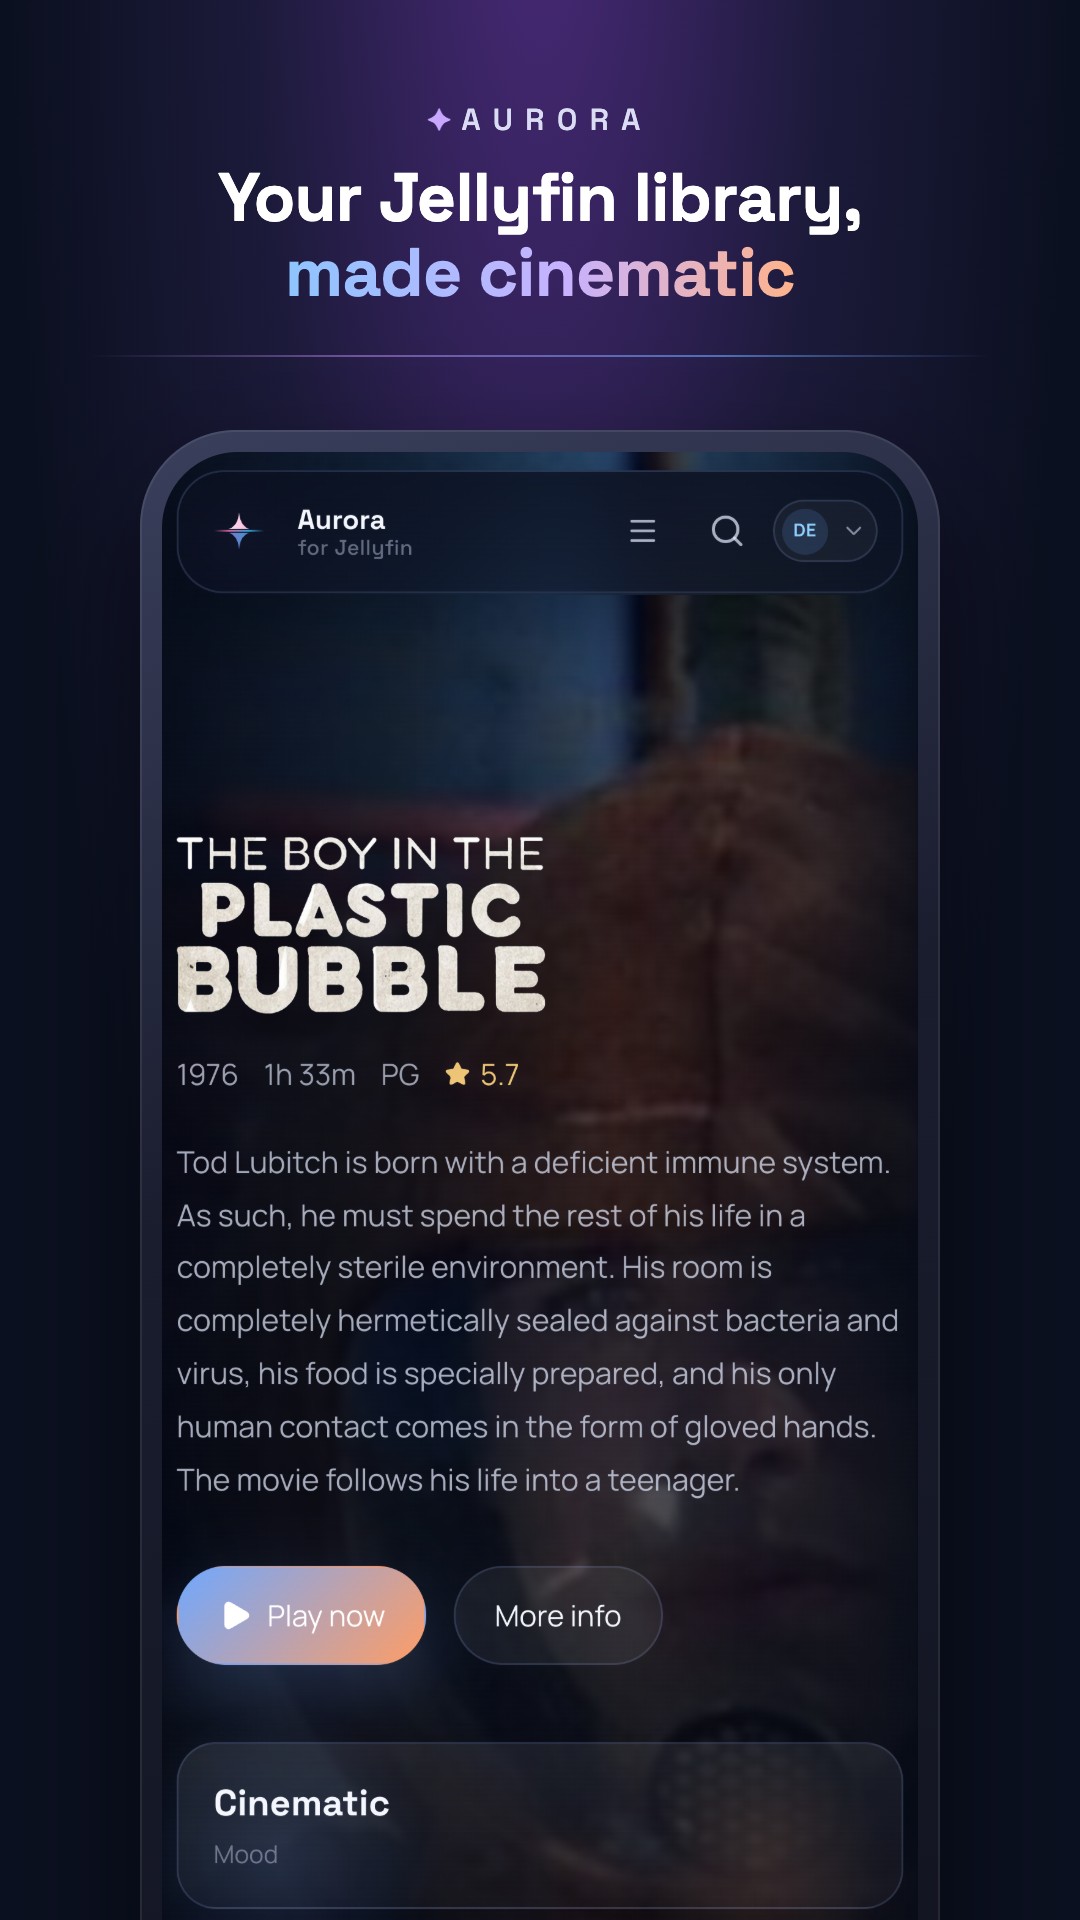 AURORA
Your Jellyfin library,
made cinematic
Aurora
for Jellyfin
DE
THE BOY IN THE
PLASTIC
BUBBLE
1976 1h 33m PG 5.7
Tod Lubitch is born with a deficient immune system.
As such, he must spend the rest of his life in a
completely sterile environment. His room is
completely hermetically sealed against bacteria and
virus, his food is specially prepared, and his only
human contact comes in the form of gloved hands.
The movie follows his life into a teenager.
Play now
More info
Cinematic
Mood